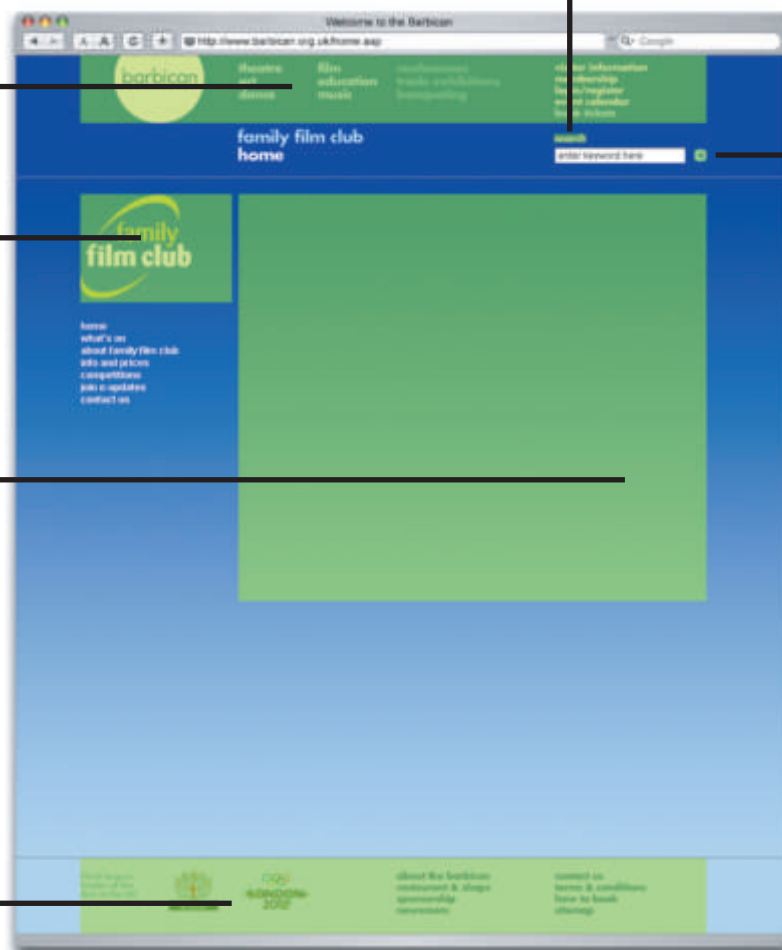 Welcome to the Barbican
http://www.barbican.org.uk/home.asp
Google
barbican
theatre
art
dance
film
education
music
conferences
trade exhibitions
banqueting
visitor information
membership
login/register
event calendar
book tickets
family film club
home
search
enter keyword here
family
film club
home
what's on
about family film club
info and prices
competitions
join e-updates
contact us
LONDON
2012
about the barbican
restaurant & shops
sponsorship
newsroom
contact us
terms & conditions
how to book
sitemap